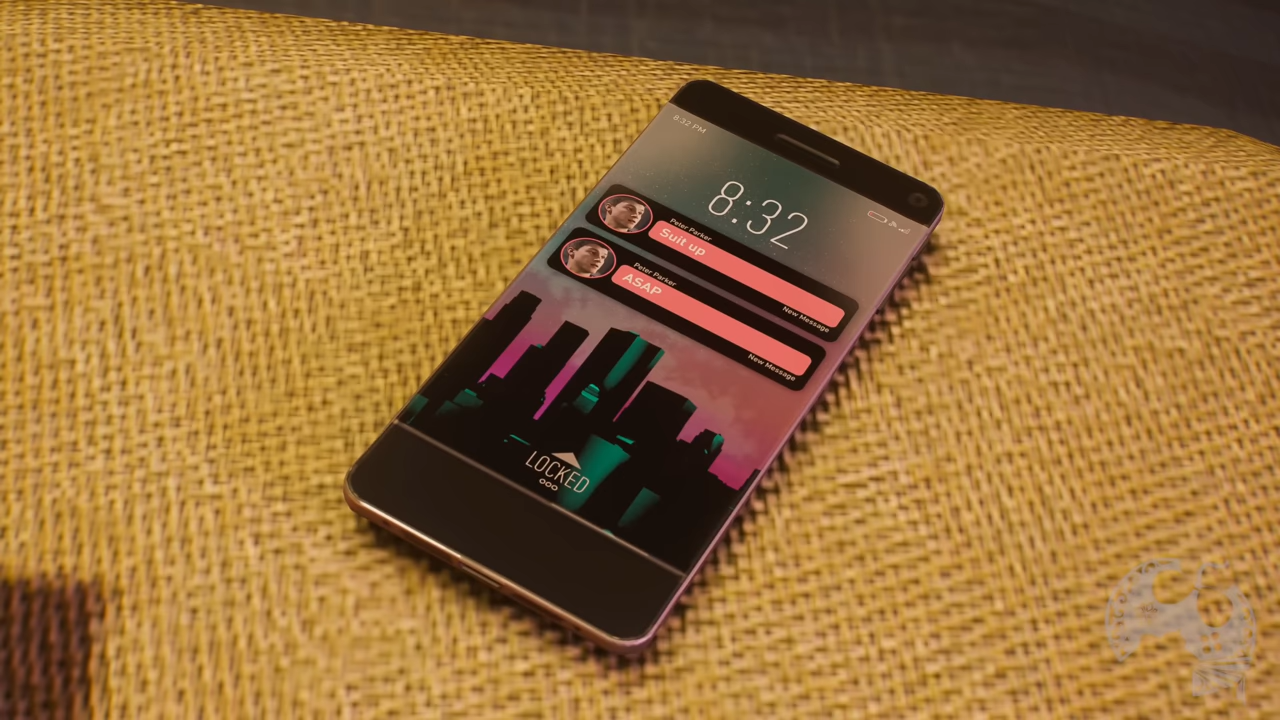 8:32 PM
8:32
Peter Parker
Suit up
New Message
Peter Parker
ASAP
New Message
LOCKED